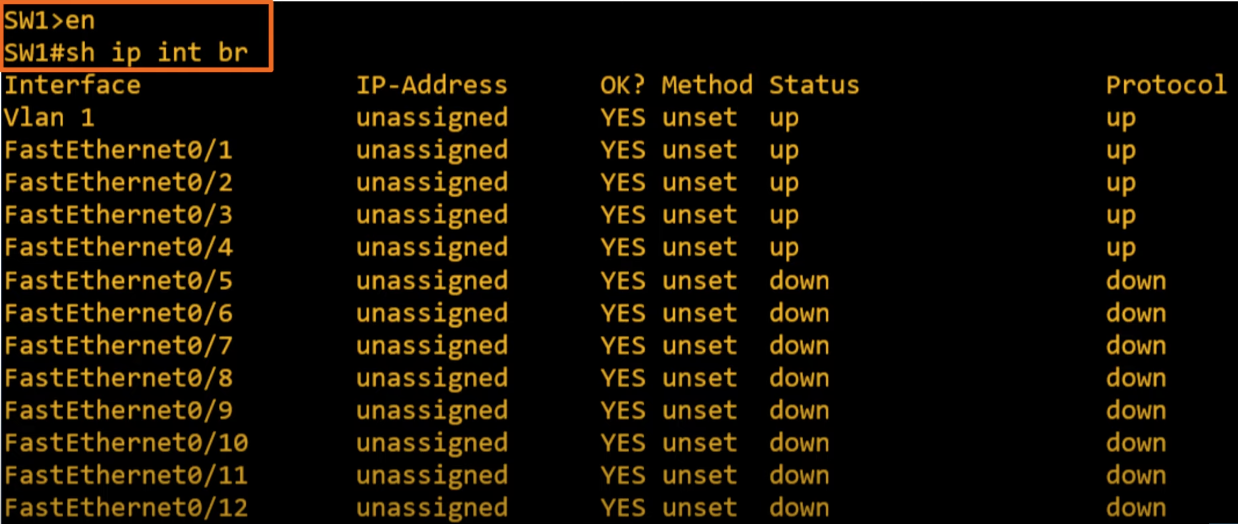 SW1>en
SW1#sh ip int br
Interface IP-Address OK? Method Status Protocol
Vlan 1 unassigned YES unset up up
FastEthernet0/1 unassigned YES unset up up
FastEthernet0/2 unassigned YES unset up up
FastEthernet0/3 unassigned YES unset up up
FastEthernet0/4 unassigned YES unset up up
FastEthernet0/5 unassigned YES unset down down
FastEthernet0/6 unassigned YES unset down down
FastEthernet0/7 unassigned YES unset down down
FastEthernet0/8 unassigned YES unset down down
FastEthernet0/9 unassigned YES unset down down
FastEthernet0/10 unassigned YES unset down down
FastEthernet0/11 unassigned YES unset down down
FastEthernet0/12 unassigned YES unset down down